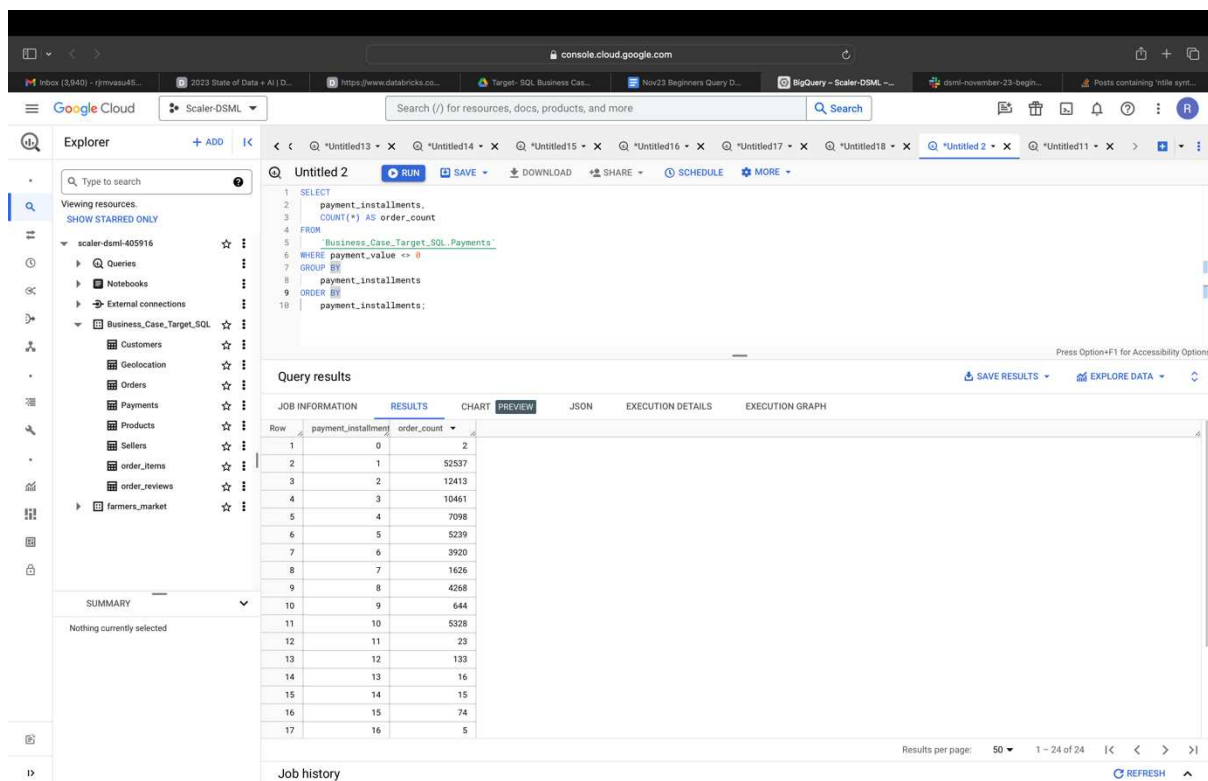 console.cloud.google.com
Inbox (3,940) - rjrmvasu45...
2023 State of Data + AI | D...
https://www.databricks.co...
Target- SQL Business Cas...
Nov23 Beginners Query D...
BigQuery – Scaler-DSML –...
dsml-november-23-begin...
Posts containing 'ntile synt...
Google Cloud
Scaler-DSML
Search (/) for resources, docs, products, and more
Search
R
Explorer
+ ADD
*Untitled13
*Untitled14
*Untitled15
*Untitled16
*Untitled17
*Untitled18
*Untitled 2
*Untitled11
Type to search
Viewing resources.
SHOW STARRED ONLY
scaler-dsml-405916
Queries
Notebooks
External connections
Business_Case_Target_SQL
Customers
Geolocation
Orders
Payments
Products
Sellers
order_items
order_reviews
farmers_market
SUMMARY
Nothing currently selected
Untitled 2
RUN
SAVE
DOWNLOAD
SHARE
SCHEDULE
MORE
1 SELECT
2 payment_installments,
3 COUNT(*) AS order_count
4 FROM
5 `Business_Case_Target_SQL.Payments`
6 WHERE payment_value <> 0
7 GROUP BY
8 payment_installments
9 ORDER BY
10 payment_installments;
Press Option+F1 for Accessibility Options
Query results
SAVE RESULTS
EXPLORE DATA
JOB INFORMATION
RESULTS
CHART PREVIEW
JSON
EXECUTION DETAILS
EXECUTION GRAPH
Row payment_installment order_count
1 0 2
2 1 52537
3 2 12413
4 3 10461
5 4 7098
6 5 5239
7 6 3920
8 7 1626
9 8 4268
10 9 644
11 10 5328
12 11 23
13 12 133
14 13 16
15 14 15
16 15 74
17 16 5
Results per page: 50 1 – 24 of 24
Job history
REFRESH